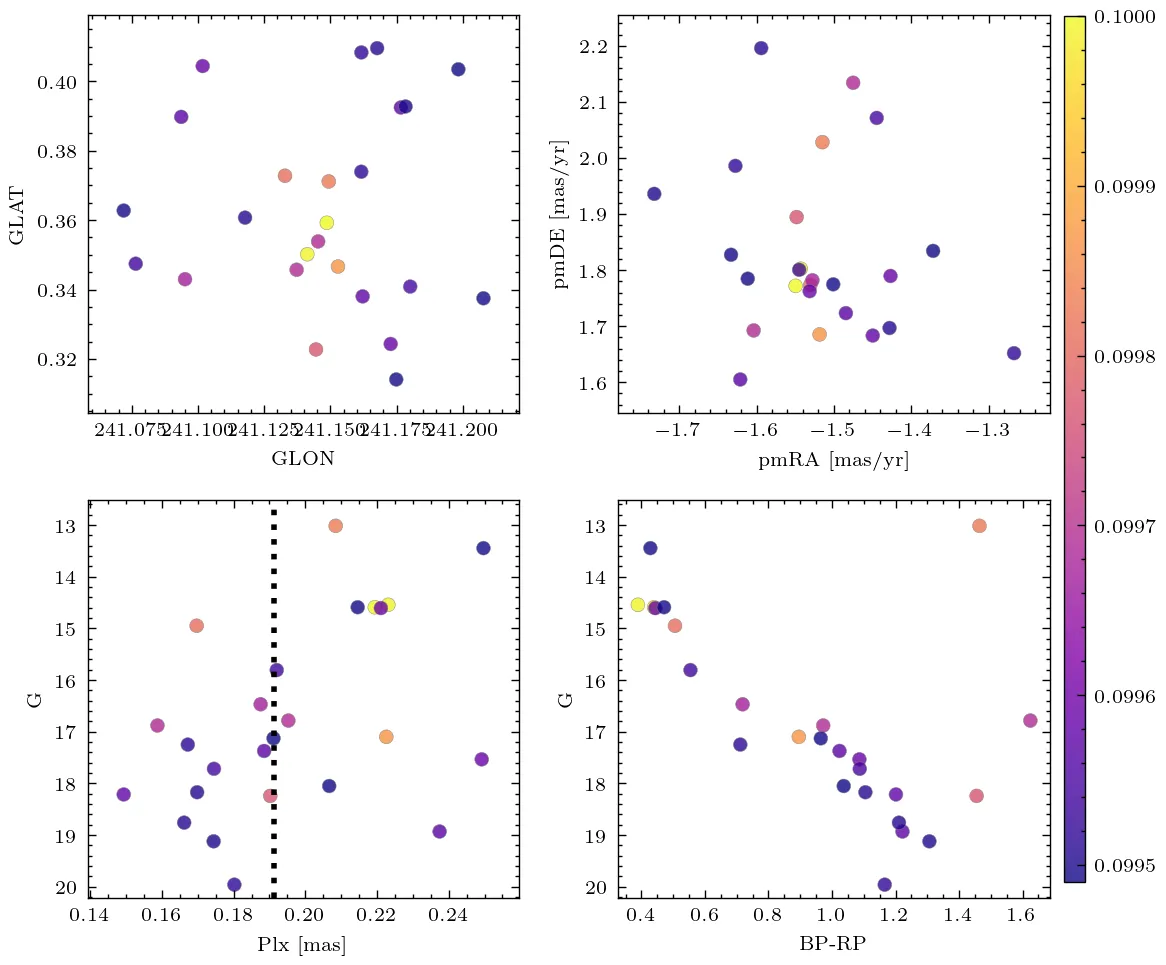 0.40
0.38
0.36
0.34
0.32
GLAT
241.075 241.100 241.125 241.150 241.175 241.200
GLON
2.2
2.1
2.0
1.9
1.8
1.7
1.6
pmDE [mas/yr]
−1.7 −1.6 −1.5 −1.4 −1.3
pmRA [mas/yr]
13
14
15
16
17
18
19
20
G
0.14 0.16 0.18 0.20 0.22 0.24
Plx [mas]
13
14
15
16
17
18
19
20
G
0.4 0.6 0.8 1.0 1.2 1.4 1.6
BP-RP
0.1000
0.0999
0.0998
0.0997
0.0996
0.0995